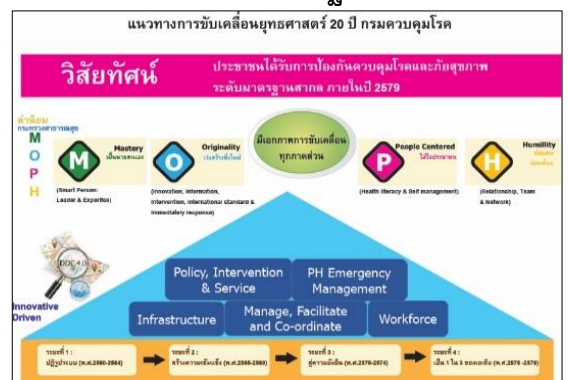 แนวทางการขับเคลื่อนยุทธศาสตร์ 20 ปี กรมควบคุมโรค
วิสัยทัศน์
ประชาชนได้รับการป้องกันควบคุมโรคและภัยสุขภาพ
ระดับมาตรฐานสากล ภายในปี 2579
ค่านิยม
กระทรวงสาธารณสุข
M
O
P
H
M
Mastery
เป็นนายตนเอง
(Smart Person:
Leader & Expertise)
O
Originality
เร่งสร้างสิ่งใหม่
(Innovation, Information,
Intervention, International standard &
Immediately response)
มีเอกภาพการขับเคลื่อน
ทุกภาคส่วน
P
People Centered
ใส่ใจประชาชน
(Health literacy & Self management)
H
Humility
ถ่อมตน
อ่อนน้อม
(Relationship, Team
& Network)
DDC 4.0
Innovative
Driven
Policy, Intervention
& Service
PH Emergency
Management
Infrastructure
Manage, Facilitate
and Co-ordinate
Workforce
ระยะที่ 1 :
ปฏิรูประบบ (พ.ศ.2560-2564)
ระยะที่ 2 :
สร้างความเข้มแข็ง (พ.ศ.2565-2569)
ระยะที่ 3 :
สู่ความยั่งยืน (พ.ศ.2570-2574)
ระยะที่ 4 :
เป็น 1 ใน 3 ของเอเชีย (พ.ศ.2575 -2579)